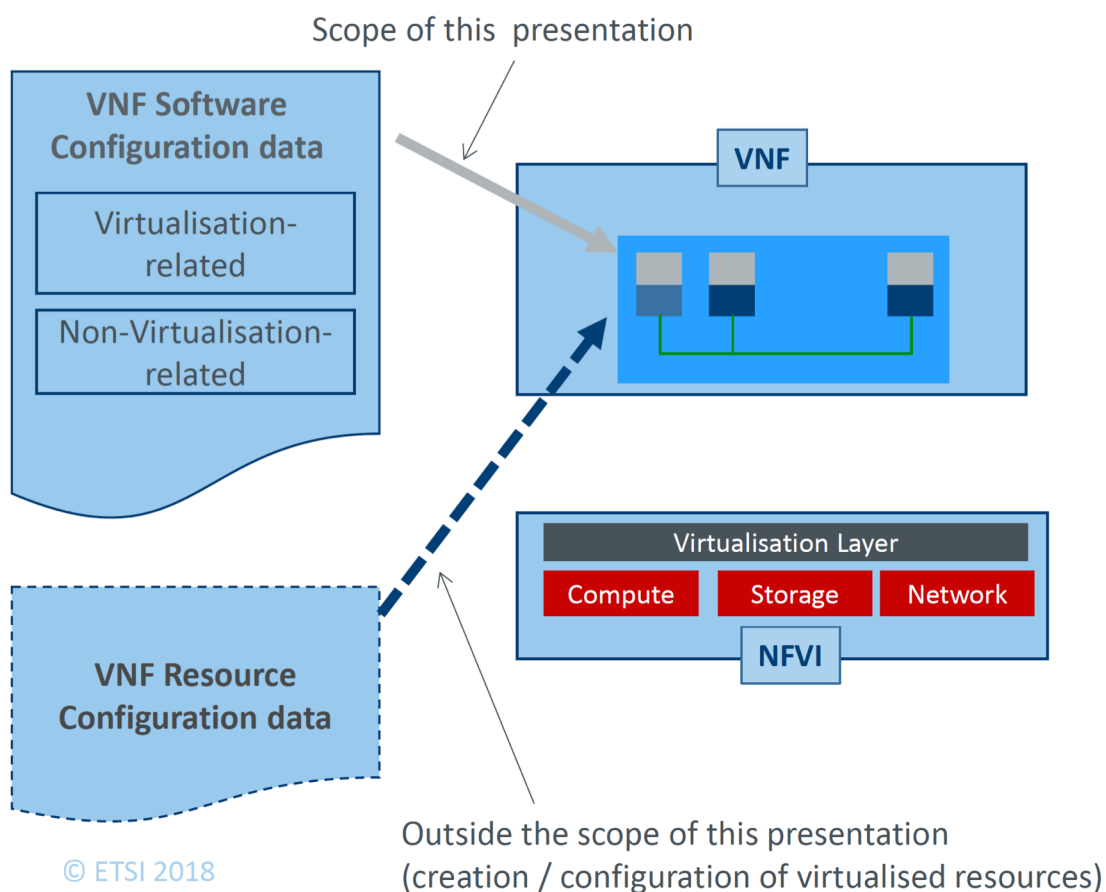 Scope of this presentation
VNF Software
Configuration data
Virtualisation-
related
Non-Virtualisation-
related
VNF
Virtualisation Layer
Compute
Storage
Network
NFVI
VNF Resource
Configuration data
Outside the scope of this presentation
(creation / configuration of virtualised resources)
© ETSI 2018